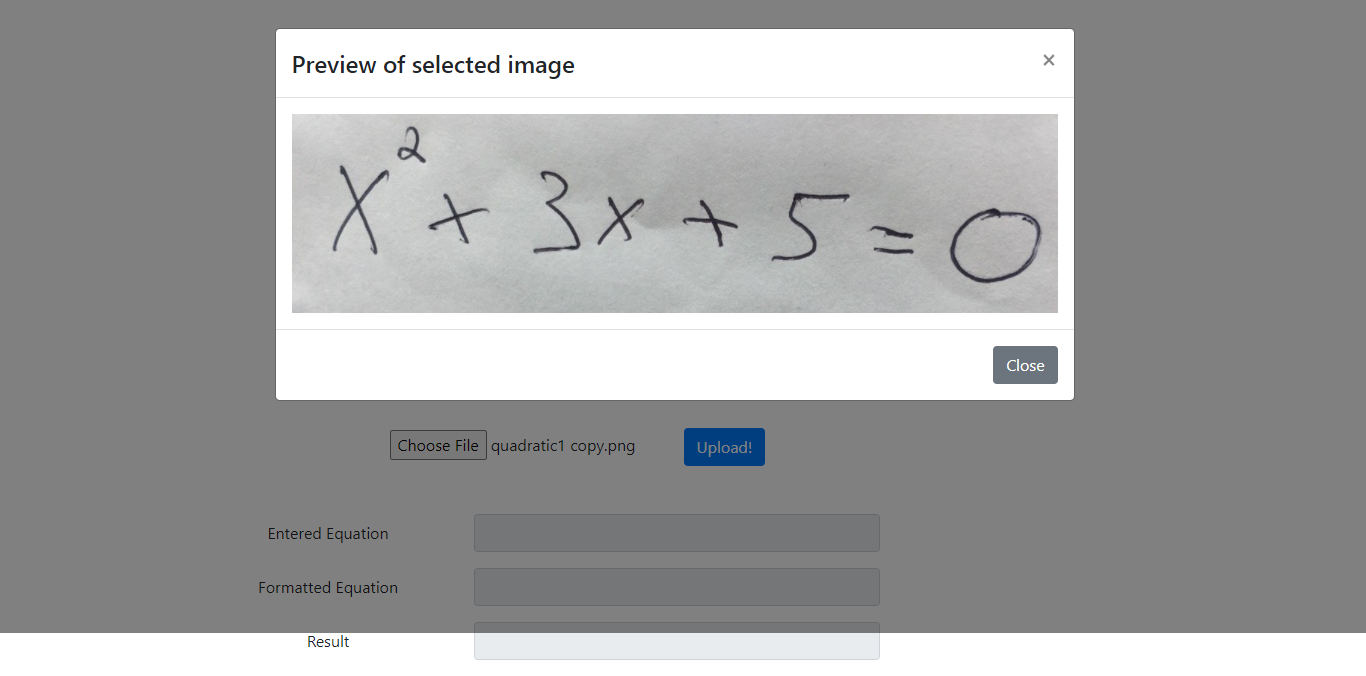 Preview of selected image ×
x² + 3x + 5 = 0
Close
Choose File quadratic1 copy.png Upload!
Entered Equation
Formatted Equation
Result